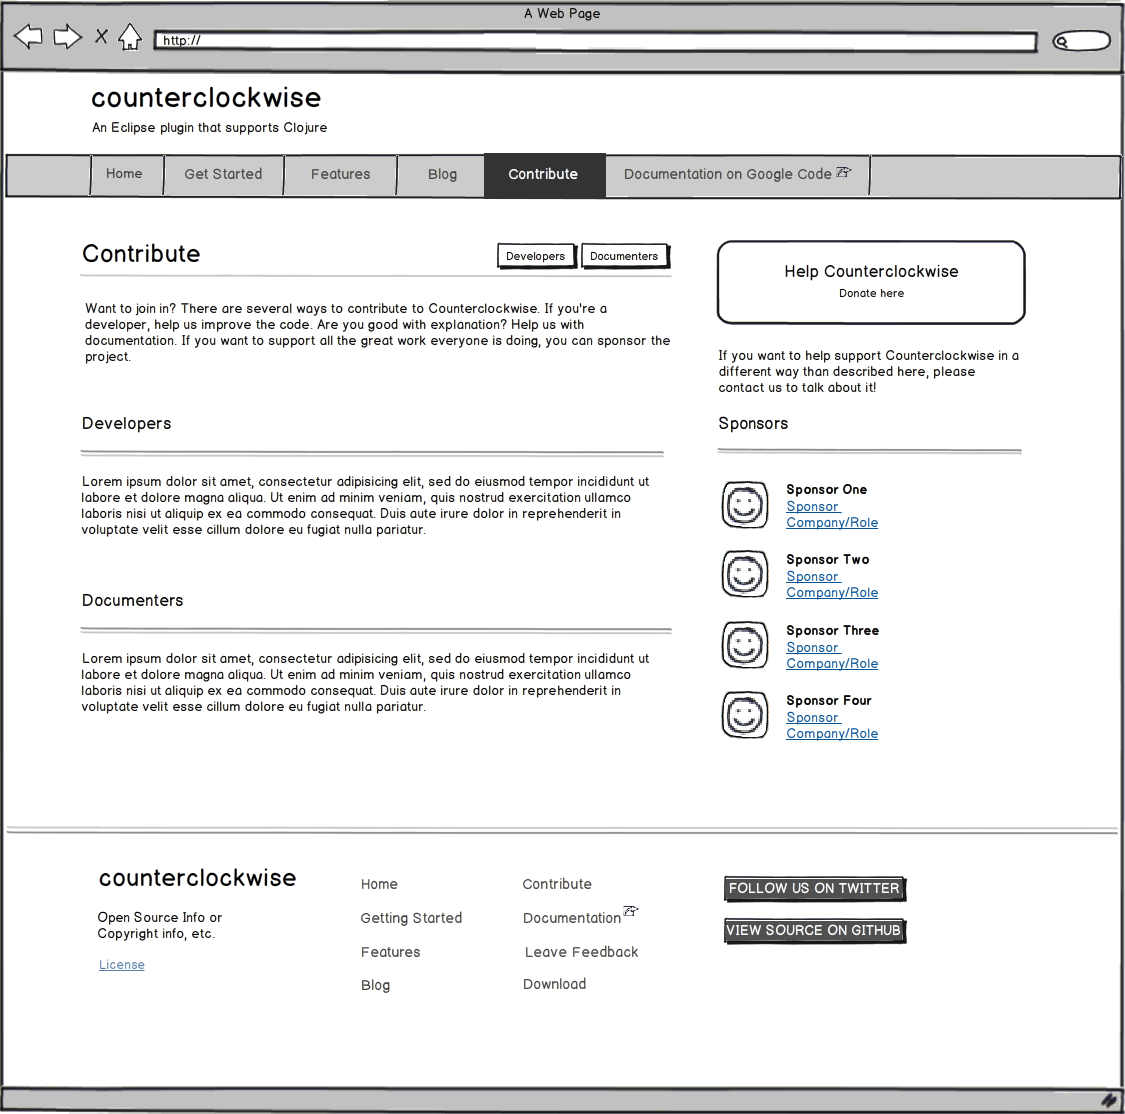 A Web Page
http://
counterclockwise
An Eclipse plugin that supports Clojure
Home
Get Started
Features
Blog
Contribute
Documentation on Google Code
Contribute
Developers
Documenters
Want to join in? There are several ways to contribute to Counterclockwise. If you're a
developer, help us improve the code. Are you good with explanation? Help us with
documentation. If you want to support all the great work everyone is doing, you can sponsor the
project.
Developers
Lorem ipsum dolor sit amet, consectetur adipisicing elit, sed do eiusmod tempor incididunt ut
labore et dolore magna aliqua. Ut enim ad minim veniam, quis nostrud exercitation ullamco
laboris nisi ut aliquip ex ea commodo consequat. Duis aute irure dolor in reprehenderit in
voluptate velit esse cillum dolore eu fugiat nulla pariatur.
Documenters
Lorem ipsum dolor sit amet, consectetur adipisicing elit, sed do eiusmod tempor incididunt ut
labore et dolore magna aliqua. Ut enim ad minim veniam, quis nostrud exercitation ullamco
laboris nisi ut aliquip ex ea commodo consequat. Duis aute irure dolor in reprehenderit in
voluptate velit esse cillum dolore eu fugiat nulla pariatur.
Help Counterclockwise
Donate here
If you want to help support Counterclockwise in a
different way than described here, please
contact us to talk about it!
Sponsors
Sponsor One
Sponsor
Company/Role
Sponsor Two
Sponsor
Company/Role
Sponsor Three
Sponsor
Company/Role
Sponsor Four
Sponsor
Company/Role
counterclockwise
Open Source Info or
Copyright info, etc.
License
Home
Getting Started
Features
Blog
Contribute
Documentation
Leave Feedback
Download
FOLLOW US ON TWITTER
VIEW SOURCE ON GITHUB